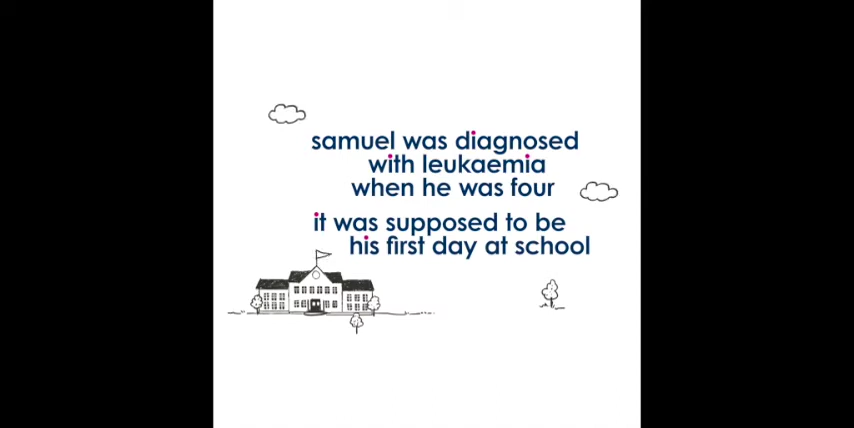 samuel was diagnosed
with leukaemia
when he was four
it was supposed to be
his first day at school